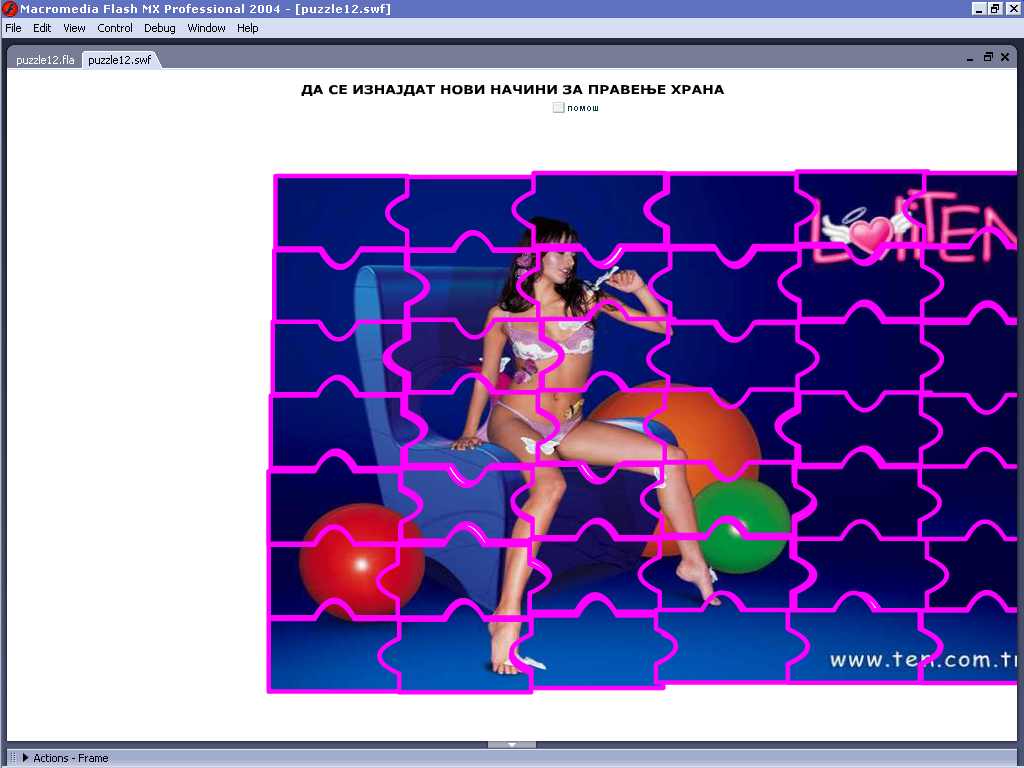 Macromedia Flash MX Professional 2004 - [puzzle12.swf]
File Edit View Control Debug Window Help
puzzle12.fla puzzle12.swf
ДА СЕ ИЗНАЈДАТ НОВИ НАЧИНИ ЗА ПРАВЕЊЕ ХРАНА
помош
www.ten.com.tr
Actions - Frame